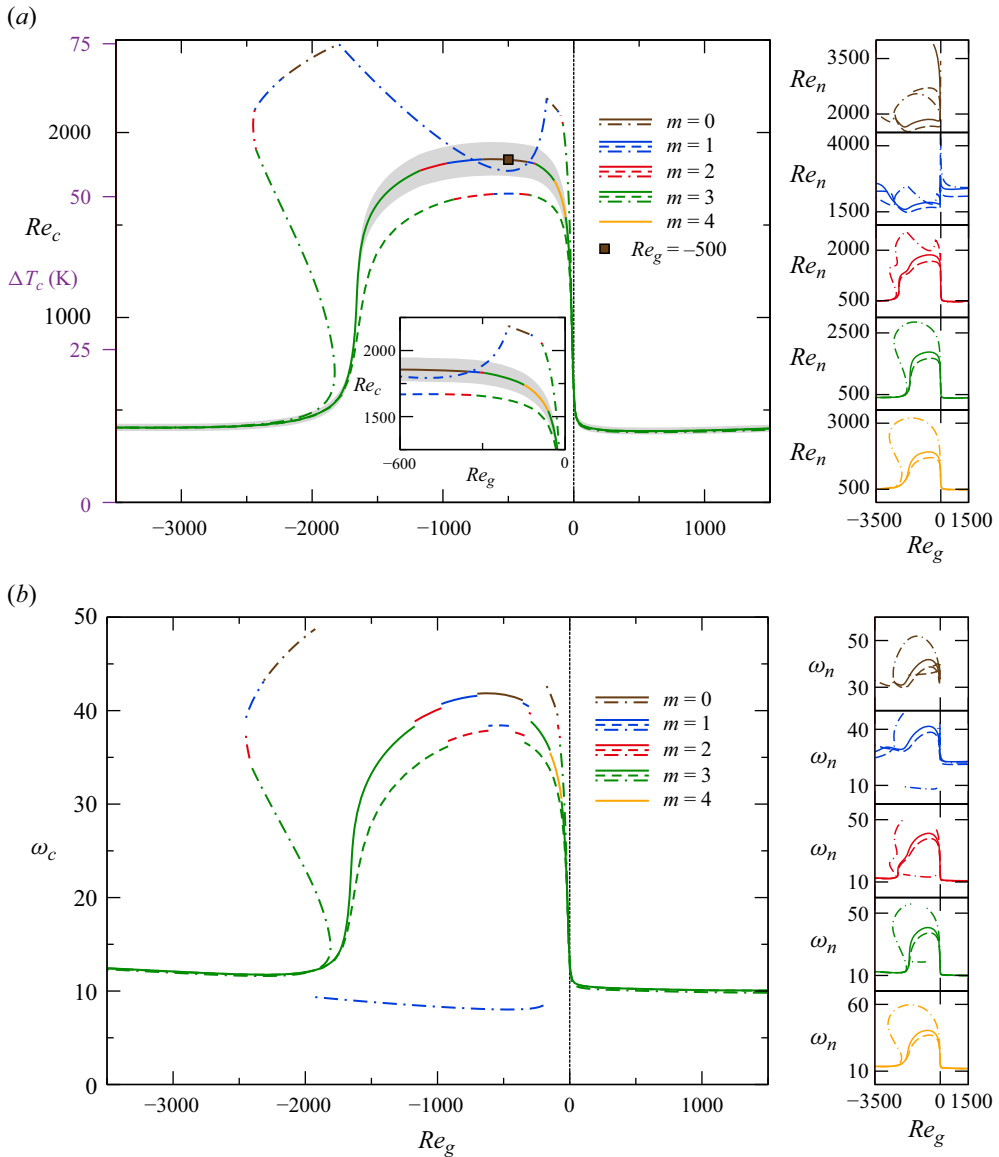 (a)
75
2000
50
Re_c
ΔT_c (K)
1000
25
0
−3000
−2000
−1000
0
1000
m = 0
m = 1
m = 2
m = 3
m = 4
Re_g = −500
2000
Re_c
1500
−600
0
Re_g
3500
Re_n
2000
4000
Re_n
1500
2000
Re_n
500
2500
Re_n
500
3000
Re_n
500
−3500
0
1500
Re_g
(b)
50
40
30
ω_c
20
10
0
−3000
−2000
−1000
0
1000
Re_g
m = 0
m = 1
m = 2
m = 3
m = 4
50
ω_n
30
40
ω_n
10
50
ω_n
10
50
ω_n
10
60
ω_n
10
−3500
0
1500
Re_g